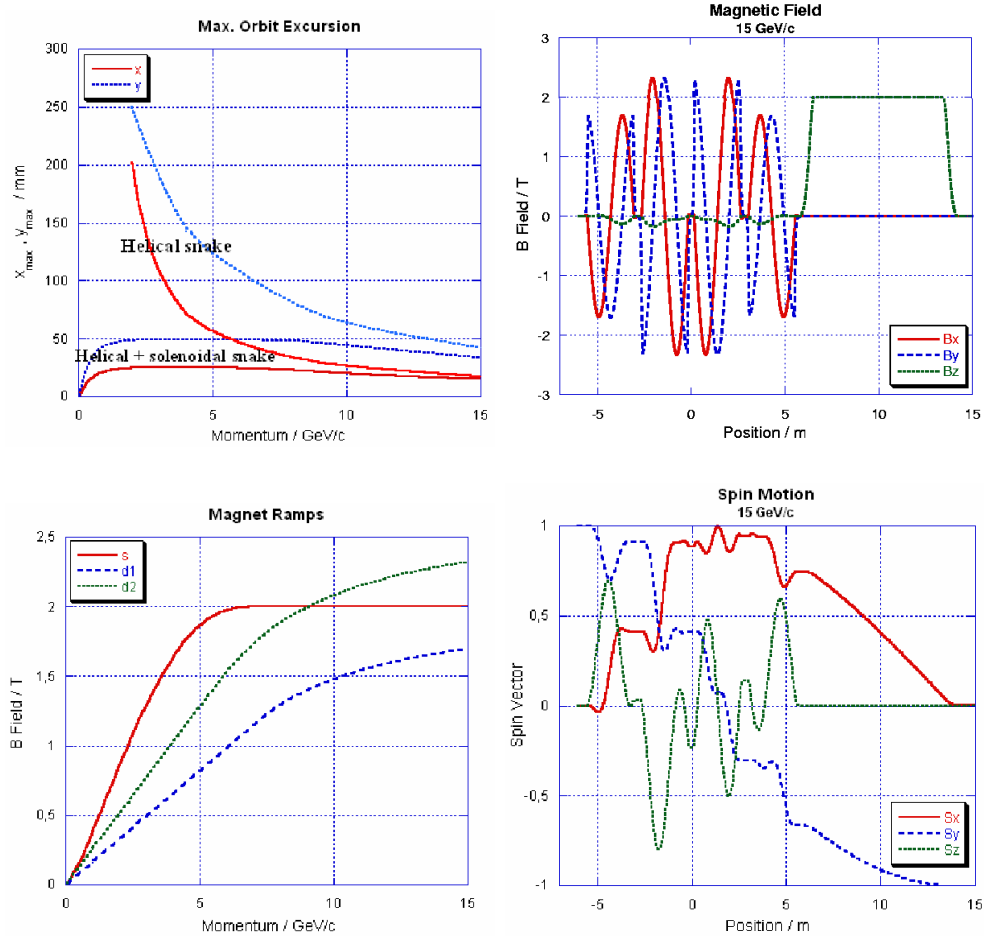 Max. Orbit Excursion
300
250
200
150
100
50
0
x
y
Helical snake
Helical + solenoidal snake
x_max , y_max / mm
0
5
10
15
Momentum / GeV/c
Magnetic Field
15 GeV/c
3
2
1
0
-1
-2
-3
B Field / T
Bx
By
Bz
-5
0
5
10
15
Position / m
Magnet Ramps
2,5
2
1,5
1
0,5
0
s
d1
d2
B Field / T
0
5
10
15
Momentum / GeV/c
Spin Motion
15 GeV/c
1
0,5
0
-0,5
-1
Spin Vector
Sx
Sy
Sz
-5
0
5
10
15
Position / m